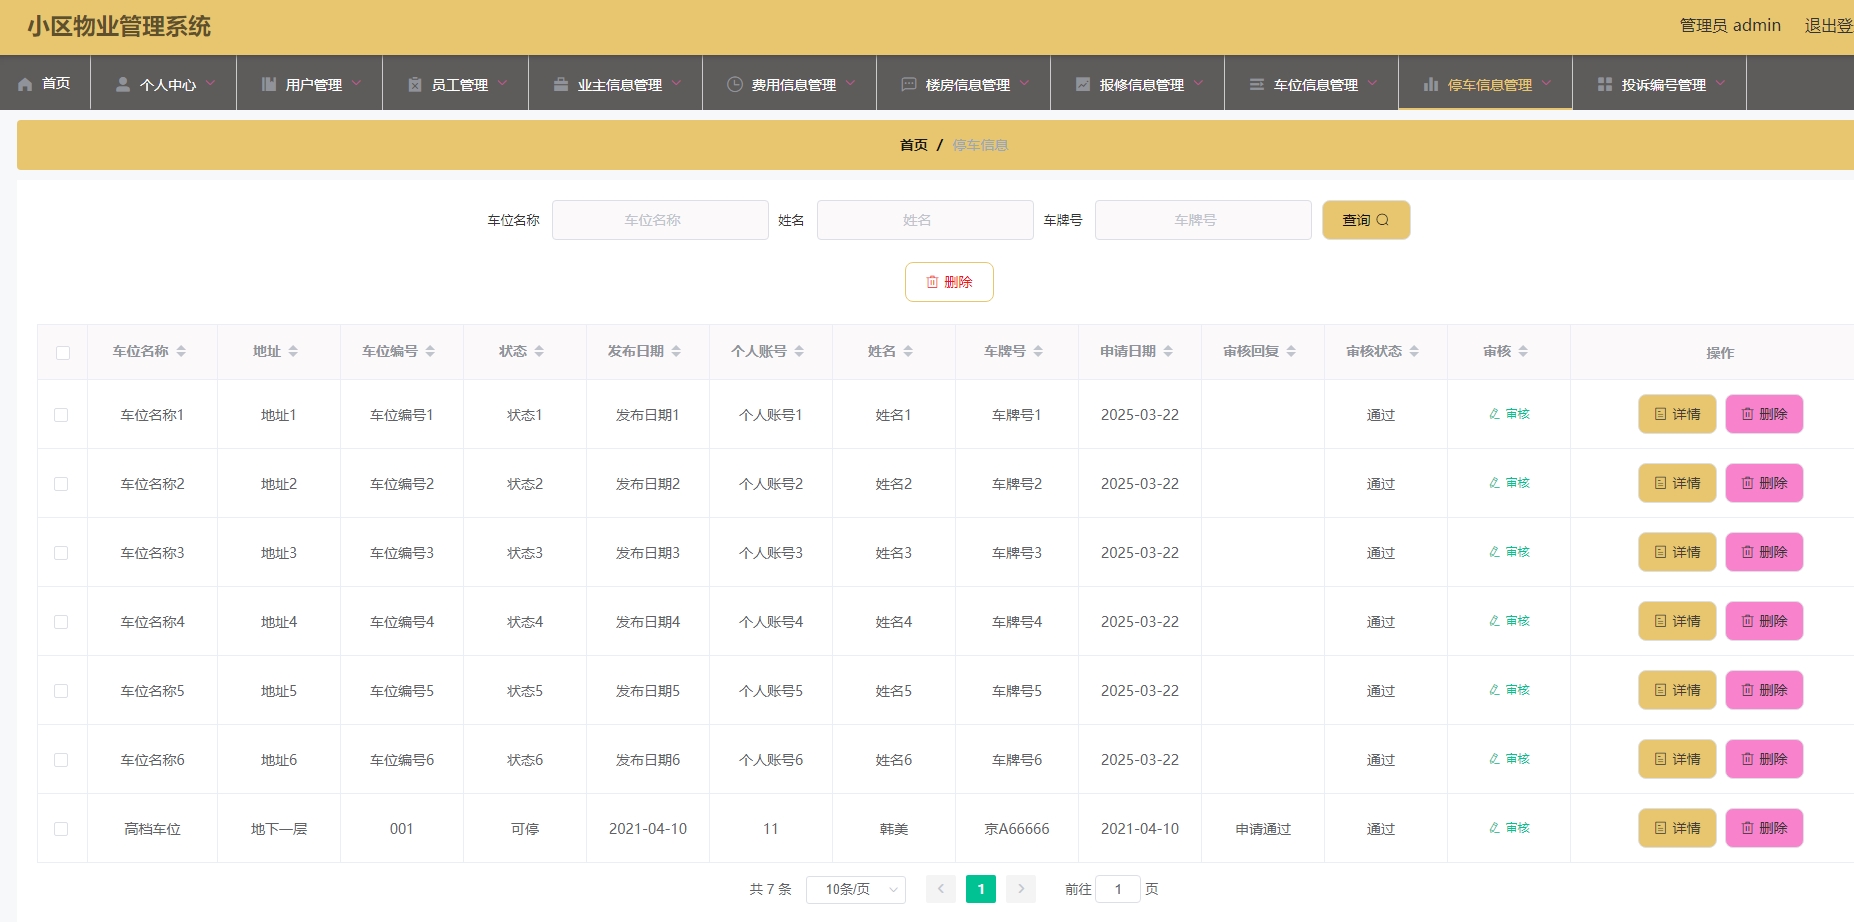 小区物业管理系统 管理员 admin 退出登
首页 个人中心 用户管理 员工管理 业主信息管理 费用信息管理 楼房信息管理 报修信息管理 车位信息管理 停车信息管理 投诉编号管理
首页 / 停车信息
车位名称 车位名称 姓名 姓名 车牌号 车牌号 查询
删除
车位名称 地址 车位编号 状态 发布日期 个人账号 姓名 车牌号 申请日期 审核回复 审核状态 审核 操作
车位名称1 地址1 车位编号1 状态1 发布日期1 个人账号1 姓名1 车牌号1 2025-03-22 通过 审核 详情 删除
车位名称2 地址2 车位编号2 状态2 发布日期2 个人账号2 姓名2 车牌号2 2025-03-22 通过 审核 详情 删除
车位名称3 地址3 车位编号3 状态3 发布日期3 个人账号3 姓名3 车牌号3 2025-03-22 通过 审核 详情 删除
车位名称4 地址4 车位编号4 状态4 发布日期4 个人账号4 姓名4 车牌号4 2025-03-22 通过 审核 详情 删除
车位名称5 地址5 车位编号5 状态5 发布日期5 个人账号5 姓名5 车牌号5 2025-03-22 通过 审核 详情 删除
车位名称6 地址6 车位编号6 状态6 发布日期6 个人账号6 姓名6 车牌号6 2025-03-22 通过 审核 详情 删除
高档车位 地下一层 001 可停 2021-04-10 11 韩美 京A66666 2021-04-10 申请通过 通过 审核 详情 删除
共 7 条 10条/页 1 前往 1 页